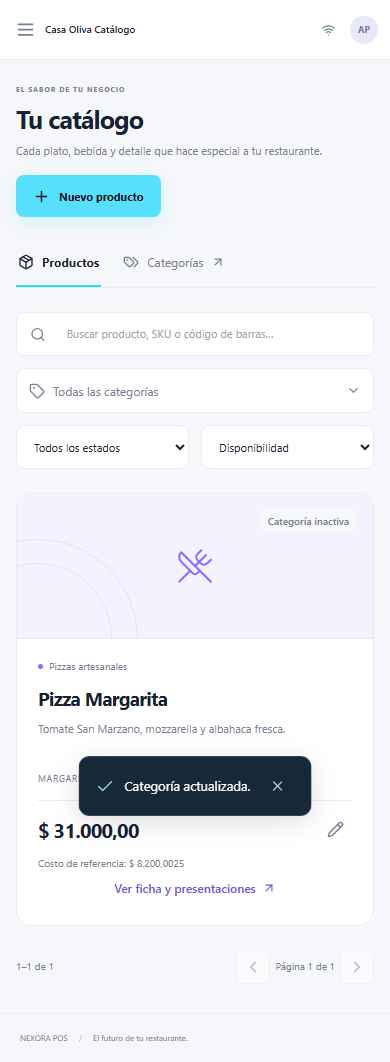 Casa Oliva Catálogo
AP
EL SABOR DE TU NEGOCIO
Tu catálogo
Cada plato, bebida y detalle que hace especial a tu restaurante.
Nuevo producto
Productos
Categorías
Buscar producto, SKU o código de barras...
Todas las categorías
Todos los estados
Disponibilidad
Categoría inactiva
Pizzas artesanales
Pizza Margarita
Tomate San Marzano, mozzarella y albahaca fresca.
Categoría actualizada.
$ 31.000,00
Costo de referencia: $ 8.200,0025
Ver ficha y presentaciones
1–1 de 1
Página 1 de 1
NEXORA POS / El futuro de tu restaurante.